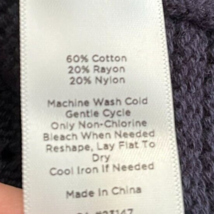 60% Cotton
20% Rayon
20% Nylon
Machine Wash Cold
Gentle Cycle
Only Non-Chlorine
Bleach When Needed
Reshape, Lay Flat To
Dry
Cool Iron If Needed
Made In China